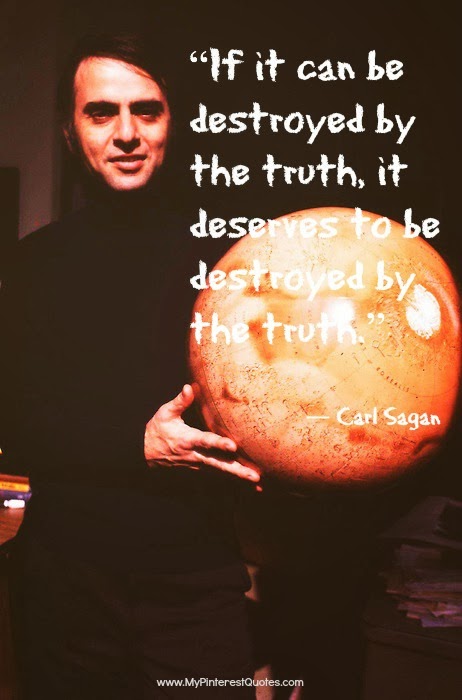 “If it can be
destroyed by
the truth, it
deserves to be
destroyed by
the truth.”
— Carl Sagan
www.MyPinterestQuotes.com